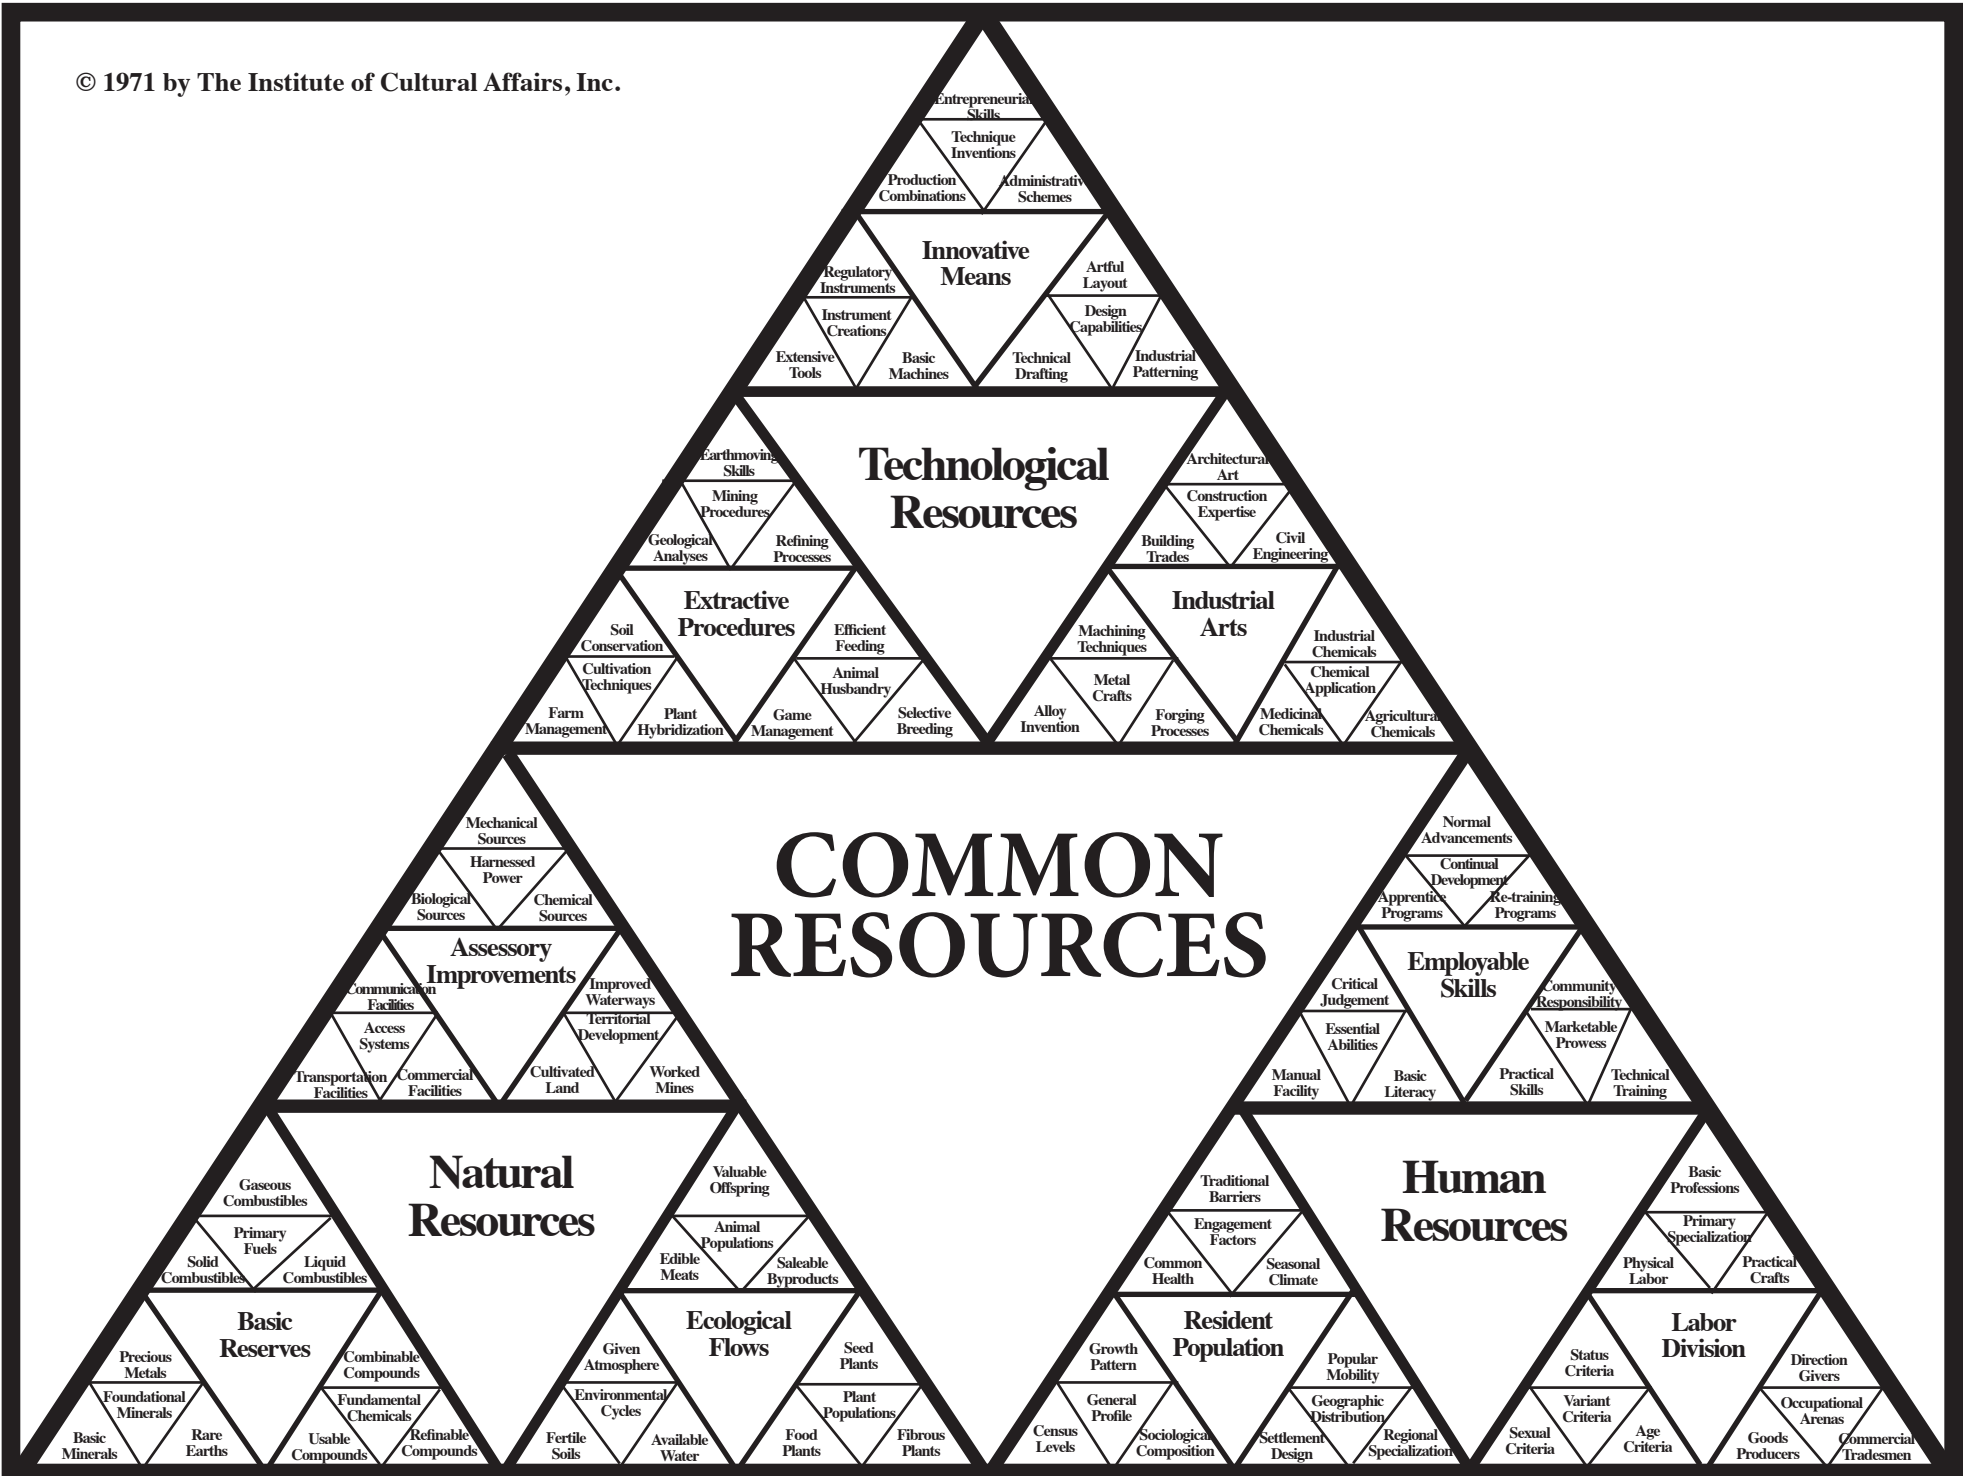 © 1971 by The Institute of Cultural Affairs, Inc.
Entrepreneurial
Skills
Technique
Inventions
Production
Combinations
Administrativ
Schemes
Innovative
Means
Regulatory
Instruments
Instrument
Creations
Extensive
Tools
Basic
Machines
Artful
Layout
Design
Capabilities
Technical
Drafting
Industrial
Patterning
Technological
Resources
Earthmoving
Skills
Mining
Procedures
Geological
Analyses
Refining
Processes
Extractive
Procedures
Soil
Conservation
Cultivation
Techniques
Farm
Management
Plant
Hybridization
Efficient
Feeding
Animal
Husbandry
Game
Management
Selective
Breeding
Architectural
Art
Construction
Expertise
Building
Trades
Civil
Engineering
Industrial
Arts
Machining
Techniques
Metal
Crafts
Alloy
Invention
Forging
Processes
Industrial
Chemicals
Chemical
Application
Medicinal
Chemicals
Agricultural
Chemicals
COMMON
RESOURCES
Mechanical
Sources
Harnessed
Power
Biological
Sources
Chemical
Sources
Assessory
Improvements
Communication
Facilities
Access
Systems
Transportation
Facilities
Commercial
Facilities
Improved
Waterways
Territorial
Development
Cultivated
Land
Worked
Mines
Natural
Resources
Gaseous
Combustibles
Primary
Fuels
Solid
Combustibles
Liquid
Combustibles
Basic
Reserves
Precious
Metals
Foundational
Minerals
Basic
Minerals
Rare
Earths
Combinable
Compounds
Fundamental
Chemicals
Usable
Compounds
Refinable
Compounds
Valuable
Offspring
Animal
Populations
Edible
Meats
Saleable
Byproducts
Ecological
Flows
Given
Atmosphere
Environmental
Cycles
Fertile
Soils
Available
Water
Seed
Plants
Plant
Populations
Food
Plants
Fibrous
Plants
Normal
Advancements
Continual
Development
Apprentice
Programs
Re-training
Programs
Employable
Skills
Critical
Judgement
Essential
Abilities
Manual
Facility
Basic
Literacy
Community
Responsibility
Marketable
Prowess
Practical
Skills
Technical
Training
Human
Resources
Traditional
Barriers
Engagement
Factors
Common
Health
Seasonal
Climate
Resident
Population
Growth
Pattern
General
Profile
Census
Levels
Sociological
Composition
Popular
Mobility
Geographic
Distribution
Settlement
Design
Regional
Specialization
Basic
Professions
Primary
Specialization
Physical
Labor
Practical
Crafts
Labor
Division
Status
Criteria
Variant
Criteria
Sexual
Criteria
Age
Criteria
Direction
Givers
Occupational
Arenas
Goods
Producers
Commercial
Tradesmen